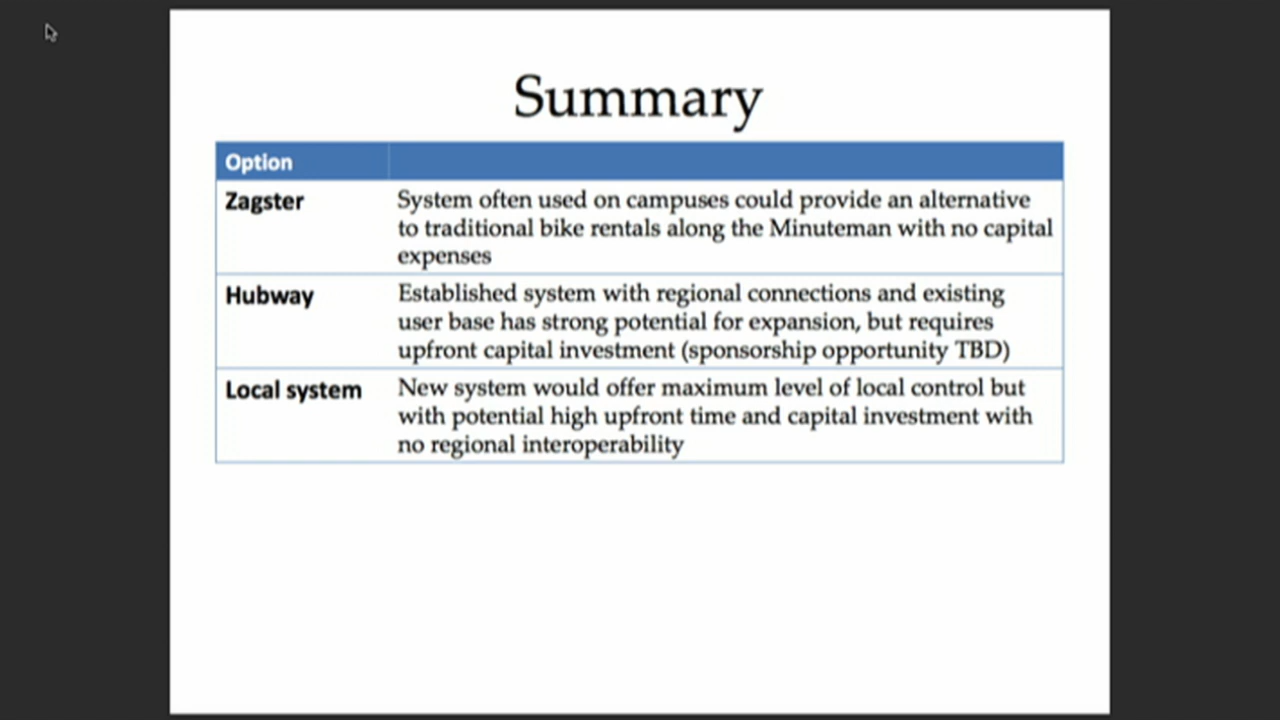 Summary
Option
Zagster
System often used on campuses could provide an alternative
to traditional bike rentals along the Minuteman with no capital
expenses
Hubway
Established system with regional connections and existing
user base has strong potential for expansion, but requires
upfront capital investment (sponsorship opportunity TBD)
Local system
New system would offer maximum level of local control but
with potential high upfront time and capital investment with
no regional interoperability